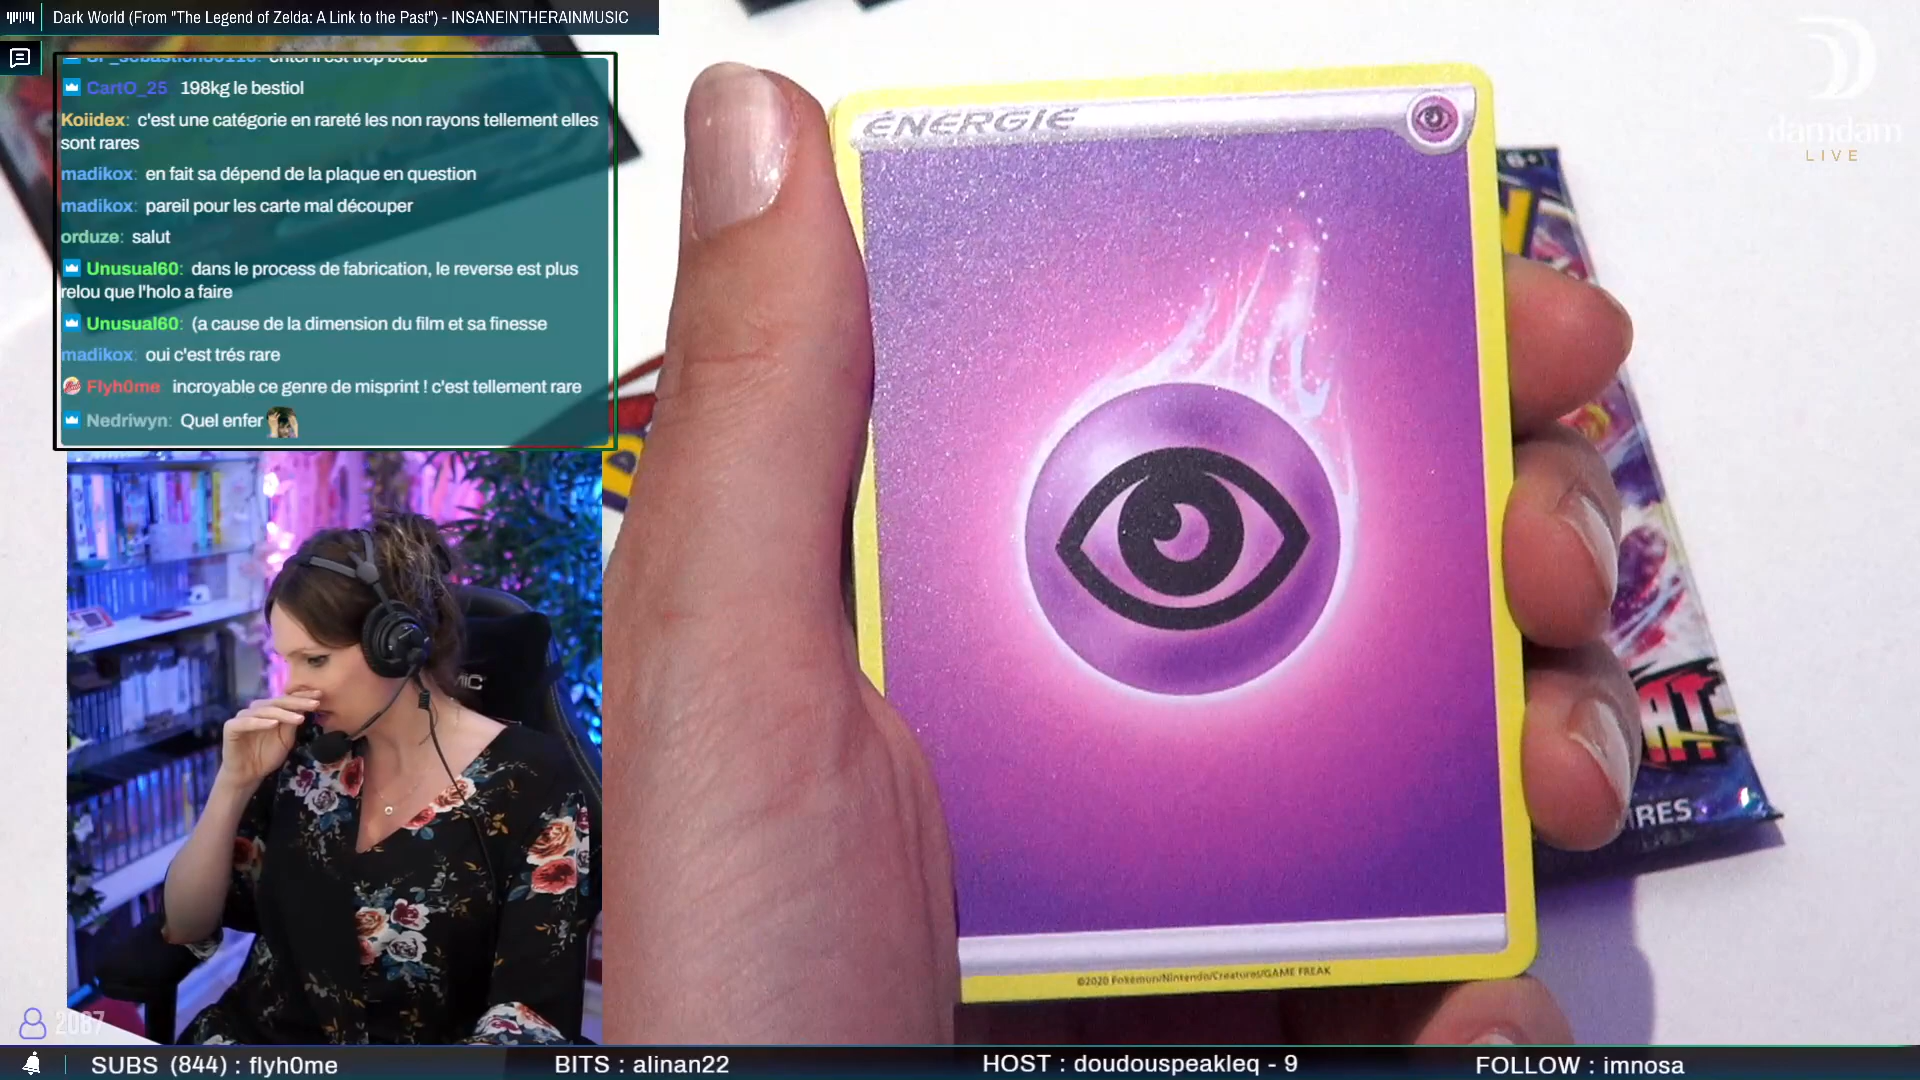 Dark World (From "The Legend of Zelda: A Link to the Past") - INSANEINTHERAINMUSIC
CartO_25 198kg le bestiol
Koiidex: c'est une catégorie en rareté les non rayons tellement elles
sont rares
madikox: en fait sa dépend de la plaque en question
madikox: pareil pour les carte mal découper
orduze: salut
Unusual60: dans le process de fabrication, le reverse est plus
relou que l'holo a faire
Unusual60: (a cause de la dimension du film et sa finesse
madikox: oui c'est trés rare
Flyh0me incroyable ce genre de misprint ! c'est tellement rare
Nedriwyn: Quel enfer
ÉNERGIE
©2020 Pokémon/Nintendo/Creatures/GAME FREAK
damdam
LIVE
AT
IRES
2087
SUBS (844) : flyh0me
BITS : alinan22
HOST : doudouspeakleq - 9
FOLLOW : imnosa